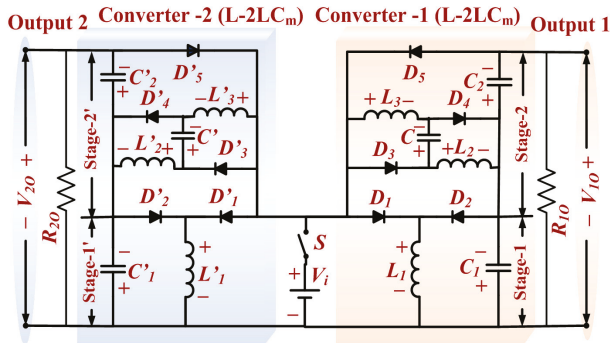 Output 2 Converter -2 (L-2LCm) Converter -1 (L-2LCm) Output 1
D'5 D5
C'2 C2
D'4 L'3 L3 D4
C' C
L'2 D'3 D3 L2
Stage-2' Stage-2
V2O R2O R1O V1O
D'2 D'1 D1 D2
S
Stage-1' C'1 L'1 Vi L1 C1 Stage-1